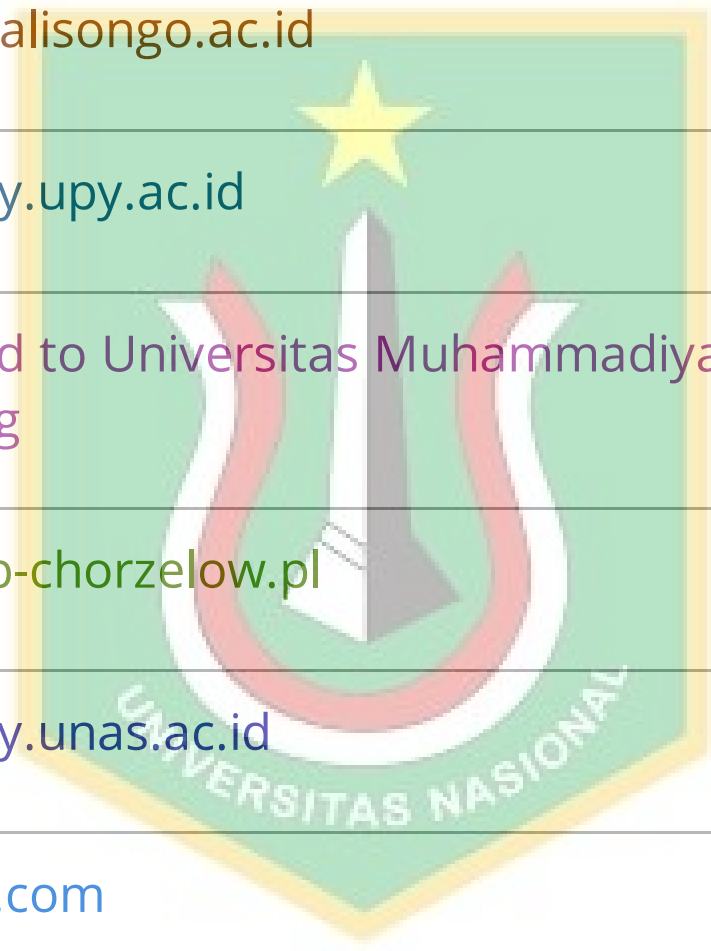 alisongo.ac.id
y.upy.ac.id
d to Universitas Muhammadiya
g
o-chorzelow.pl
y.unas.ac.id
UNIVERSITAS NASIONAL
.com